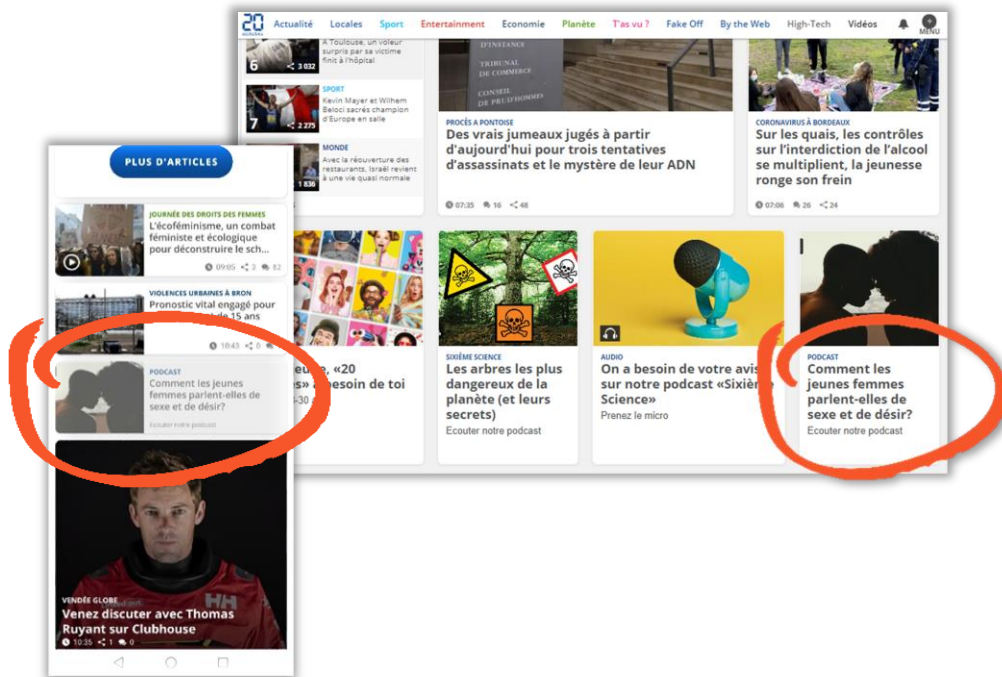 20
Actualité Locales Sport Entertainment Economie Planète T'as vu ? Fake Off By the Web High-Tech Vidéos MENU
A Toulouse, un voleur
surpris par sa victime
finit à l'hôpital
6 3 032
SPORT
Kevin Mayer et Wilhem
Belocl sacrés champion
d'Europe en salle
7 2 275
MONDE
Avec la réouverture des
restaurants, Israël revient
à une vie quasi normale
1 836
D'INSTANCE
TRIBUNAL
DE COMMERCE
CONSEIL
DE PRUD'HOMMES
PROCÈS A PONTOISE
Des vrais jumeaux jugés à partir
d'aujourd'hui pour trois tentatives
d'assassinats et le mystère de leur ADN
07:35 16 48
CORONAVIRUS À BORDEAUX
Sur les quais, les contrôles
sur l'interdiction de l'alcool
se multiplient, la jeunesse
ronge son frein
07:06 26 24
«20
besoin de toi
SIXIÈME SCIENCE
Les arbres les plus
dangereux de la
planète (et leurs
secrets)
Ecouter notre podcast
AUDIO
On a besoin de votre avis
sur notre podcast «Sixième
Science»
Prenez le micro
PODCAST
Comment les
jeunes femmes
parlent-elles de
sexe et de désir?
Ecouter notre podcast
PLUS D'ARTICLES
JOURNÉE DES DROITS DES FEMMES
L'écoféminisme, un combat
féministe et écologique
pour déconstruire le sch...
09:05 3 82
VIOLENCES URBAINES À BRON
Pronostic vital engagé pour
de 15 ans
10:43 0
PODCAST
Comment les jeunes
femmes parlent-elles de
sexe et de désir?
Ecouter notre podcast
HH
VENDÉE GLOBE
Venez discuter avec Thomas
Ruyant sur Clubhouse
10:35 1 0